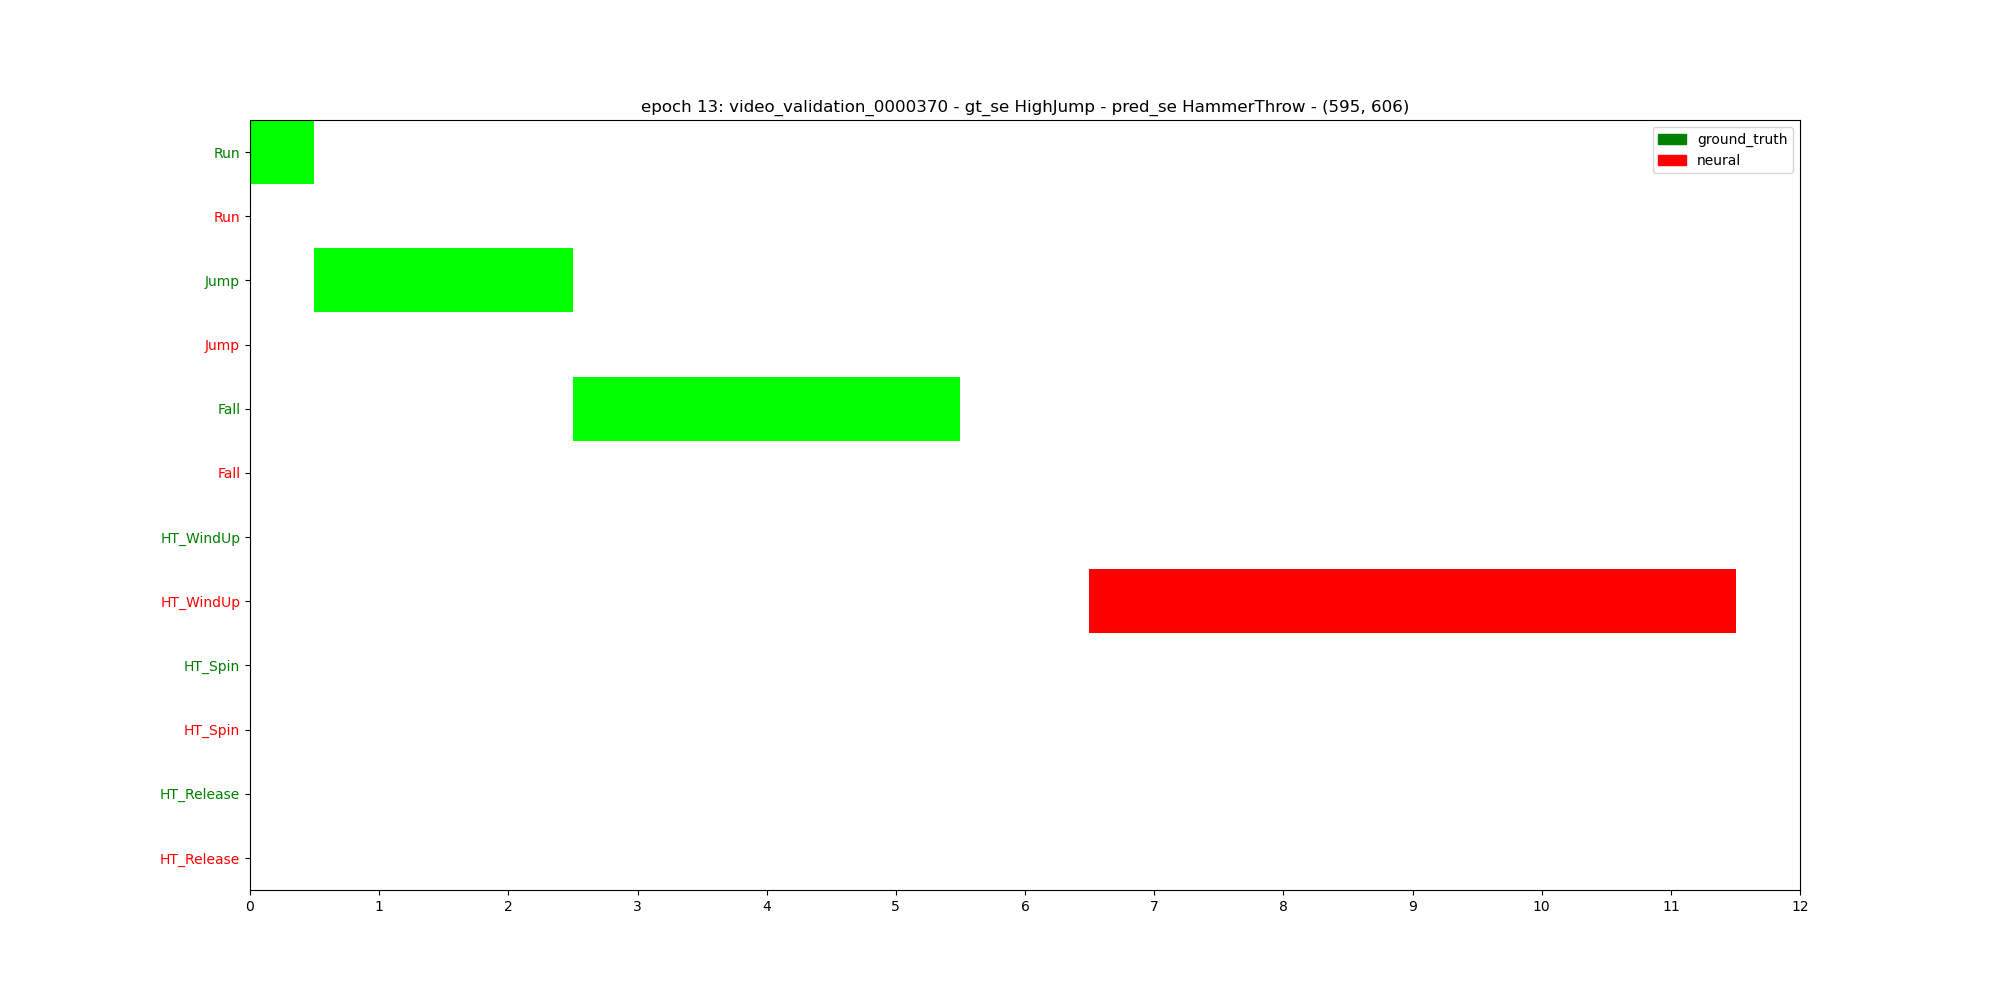 epoch 13: video_validation_0000370 - gt_se HighJump - pred_se HammerThrow - (595, 606)
ground_truth
neural
Run
Run
Jump
Jump
Fall
Fall
HT_WindUp
HT_WindUp
HT_Spin
HT_Spin
HT_Release
HT_Release
0 1 2 3 4 5 6 7 8 9 10 11 12